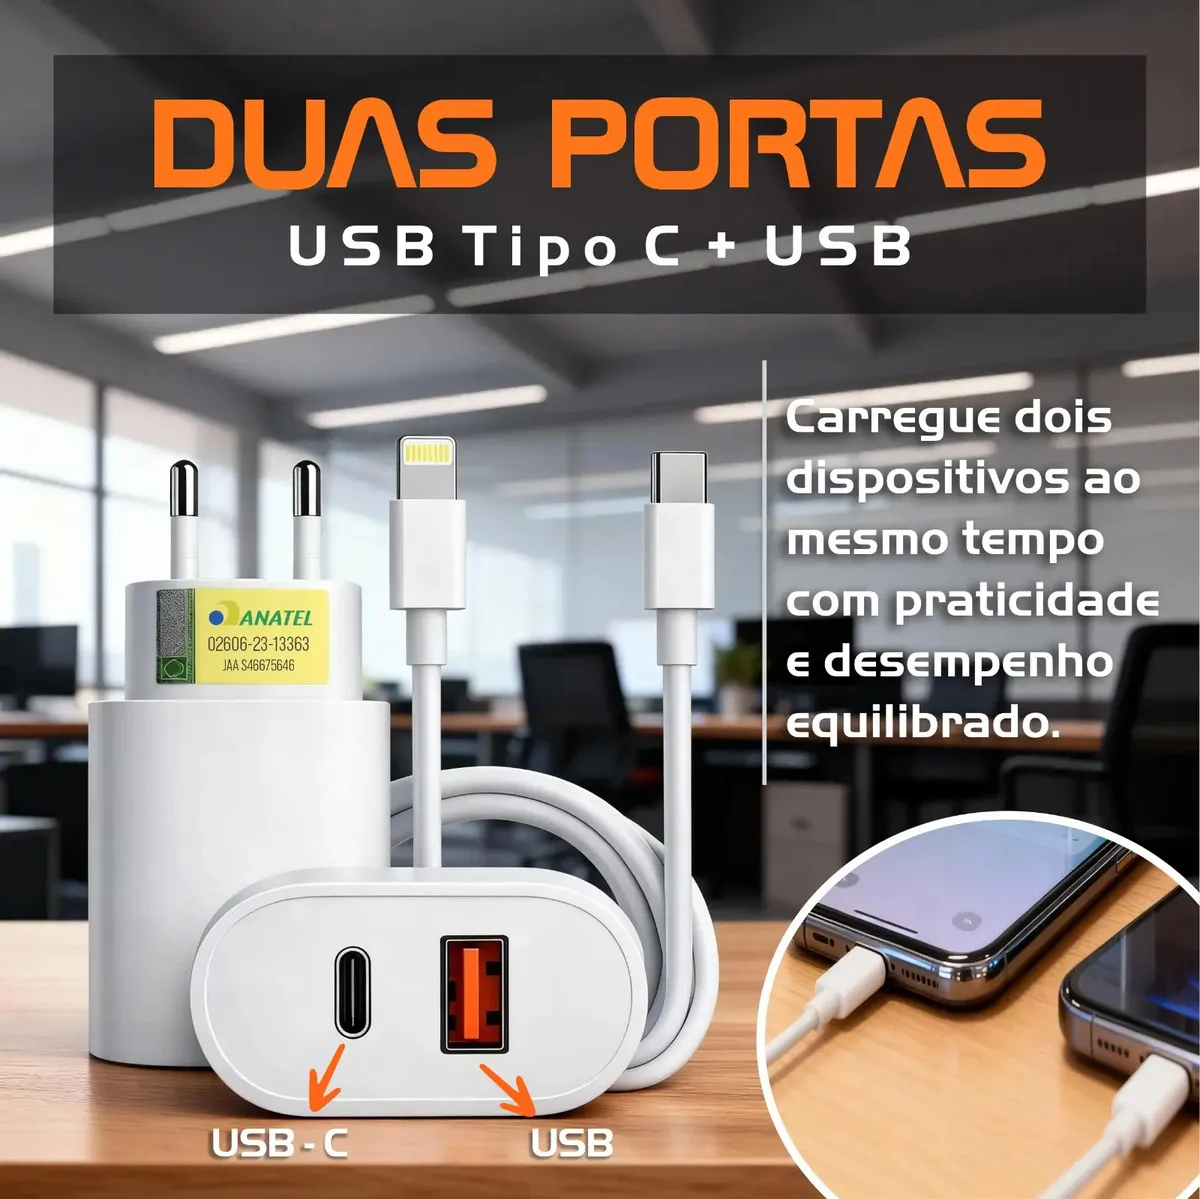 DUAS PORTAS
USB Tipo C + USB
Carregue dois
dispositivos ao
mesmo tempo
com praticidade
e desempenho
equilibrado.
ANATEL
02606-23-13363
JAA S46675646
USB - C
USB